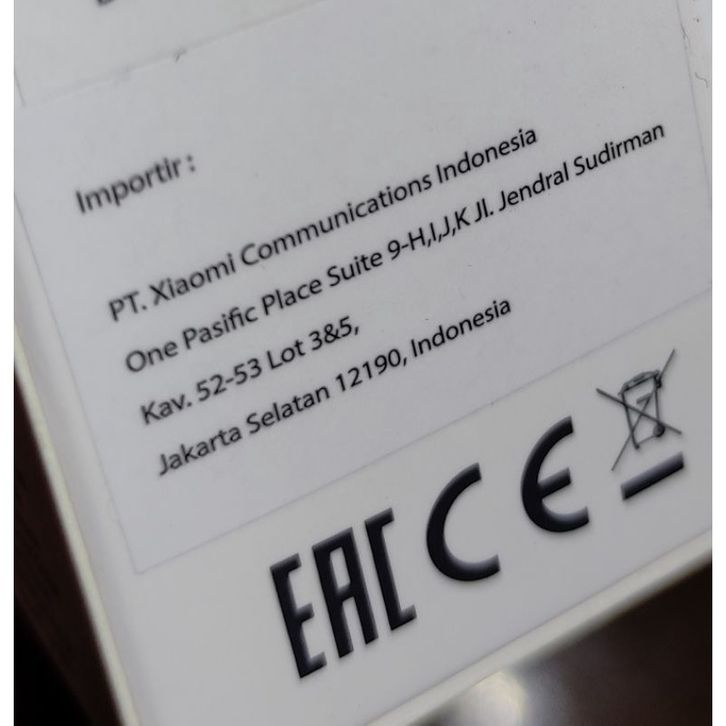 Importir :
PT. Xiaomi Communications Indonesia
One Pasific Place Suite 9-H,I,J,K Jl. Jendral Sudirman
Kav. 52-53 Lot 3&5,
Jakarta Selatan 12190, Indonesia
EAC CE